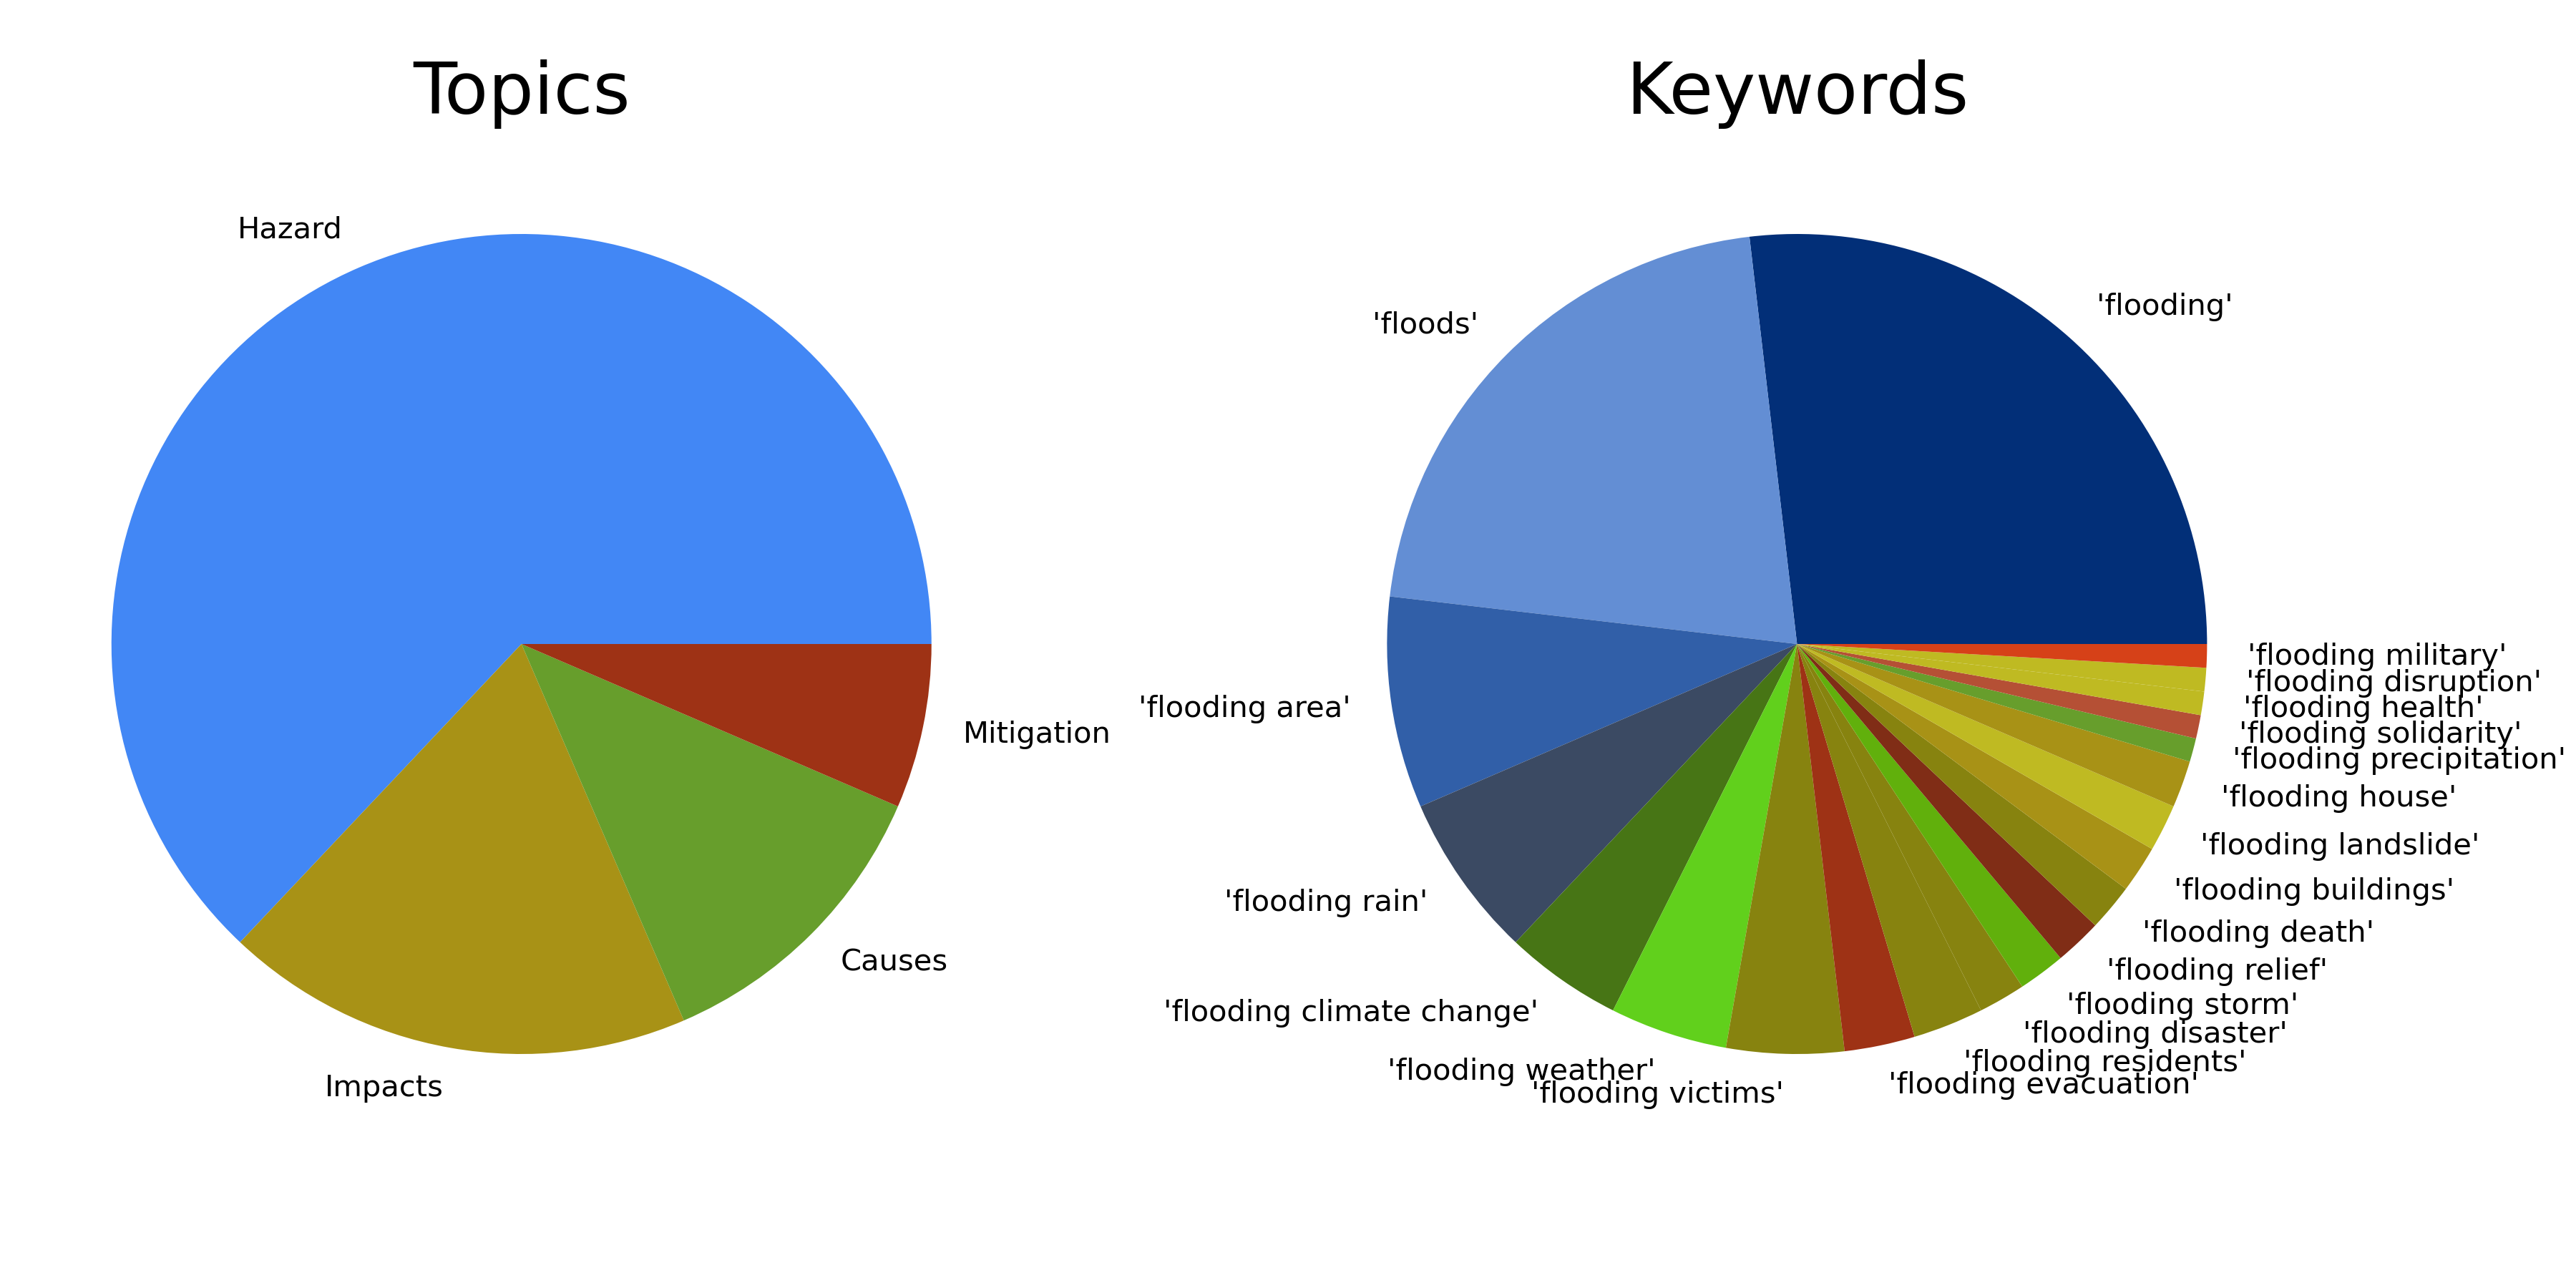 Topics
Keywords
Hazard
Impacts
Causes
Mitigation
'flooding'
'floods'
'flooding area'
'flooding rain'
'flooding climate change'
'flooding weather'
'flooding victims'
'flooding evacuation'
'flooding residents'
'flooding disaster'
'flooding storm'
'flooding relief'
'flooding death'
'flooding buildings'
'flooding landslide'
'flooding house'
'flooding precipitation'
'flooding solidarity'
'flooding health'
'flooding disruption'
'flooding military'